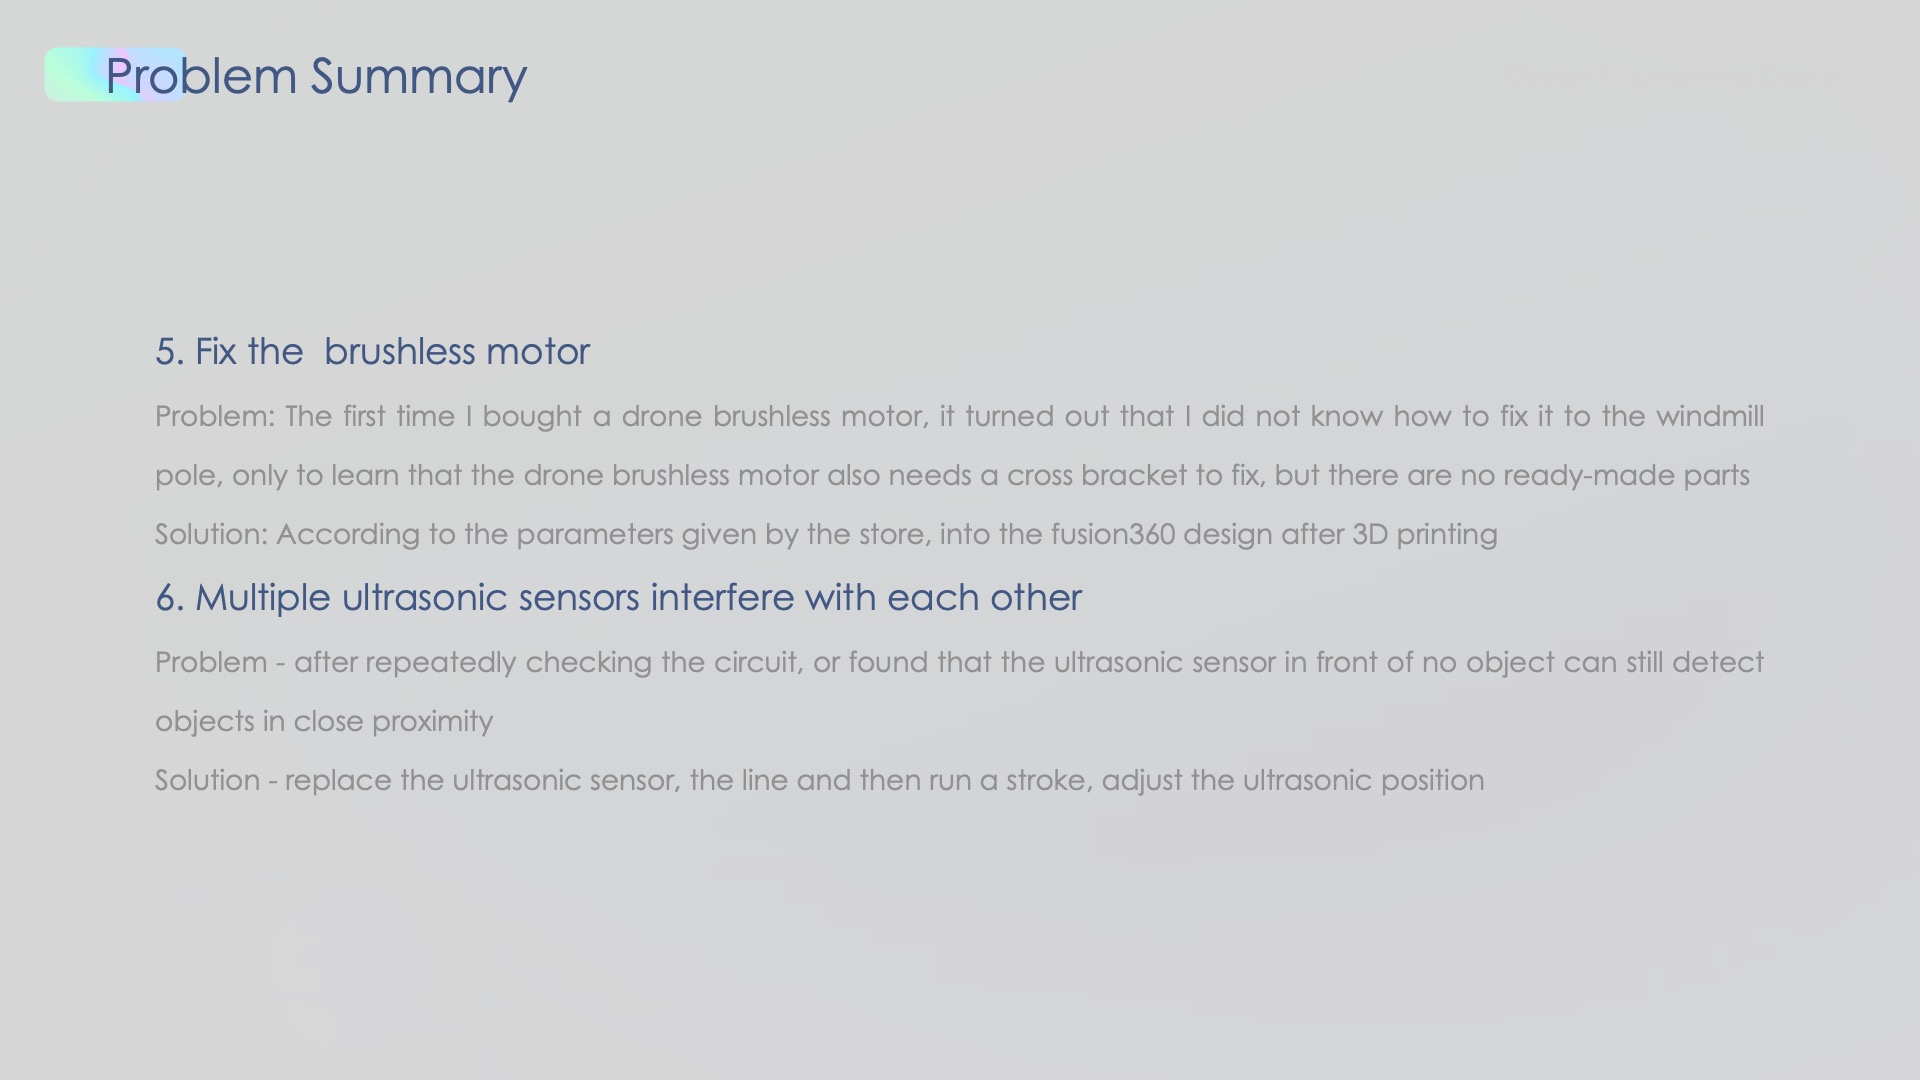 Problem Summary
5. Fix the  brushless motor
Problem: The first time I bought a drone brushless motor, it turned out that I did not know how to fix it to the windmill
pole, only to learn that the drone brushless motor also needs a cross bracket to fix, but there are no ready-made parts
Solution: According to the parameters given by the store, into the fusion360 design after 3D printing
6. Multiple ultrasonic sensors interfere with each other
Problem - after repeatedly checking the circuit, or found that the ultrasonic sensor in front of no object can still detect
objects in close proximity
Solution - replace the ultrasonic sensor, the line and then run a stroke, adjust the ultrasonic position